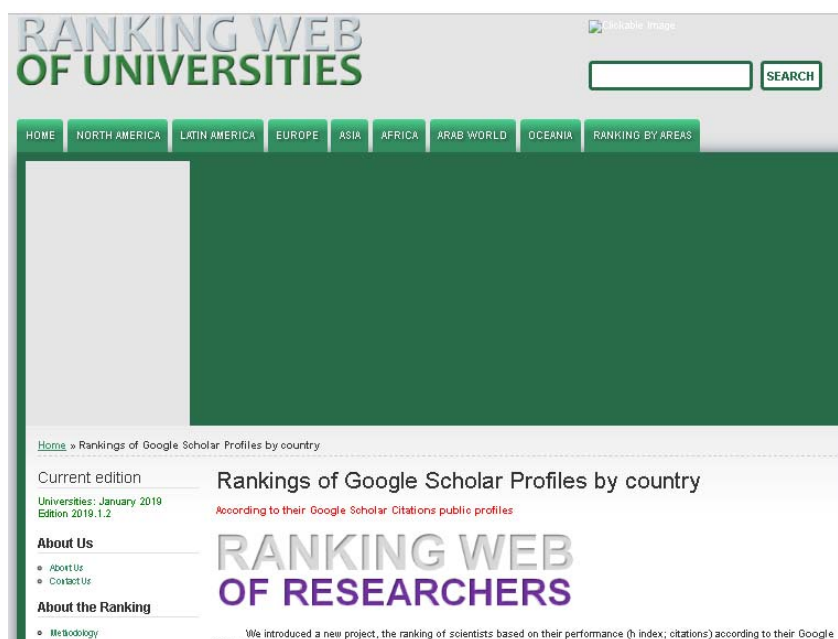 RANKING WEB
OF UNIVERSITIES
Clickable Image
SEARCH
HOME
NORTH AMERICA
LATIN AMERICA
EUROPE
ASIA
AFRICA
ARAB WORLD
OCEANIA
RANKING BY AREAS
Home » Rankings of Google Scholar Profiles by country
Current edition
Universities: January 2019
Edition 2019.1.2
About Us
About Us
Contact Us
About the Ranking
Methodology
Rankings of Google Scholar Profiles by country
According to their Google Scholar Citations public profiles
RANKING WEB
OF RESEARCHERS
We introduced a new project, the ranking of scientists based on their performance (h index; citations) according to their Google